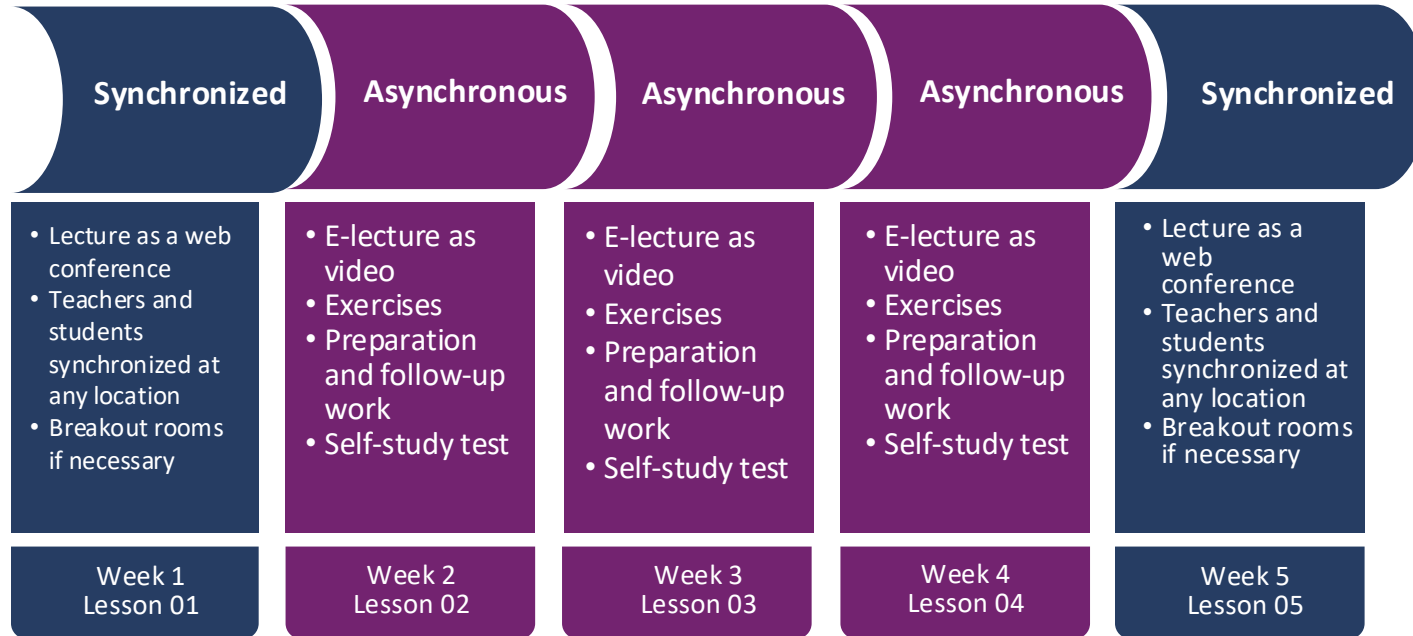 Synchronized
Asynchronous
Asynchronous
Asynchronous
Synchronized
• Lecture as a web
conference
• Teachers and
students
synchronized at
any location
• Breakout rooms
if necessary
• E-lecture as
video
• Exercises
• Preparation
and follow-up
work
• Self-study test
• E-lecture as
video
• Exercises
• Preparation
and follow-up
work
• Self-study test
• E-lecture as
video
• Exercises
• Preparation
and follow-up
work
• Self-study test
• Lecture as a
web
conference
• Teachers and
students
synchronized at
any location
• Breakout rooms
if necessary
Week 1
Lesson 01
Week 2
Lesson 02
Week 3
Lesson 03
Week 4
Lesson 04
Week 5
Lesson 05